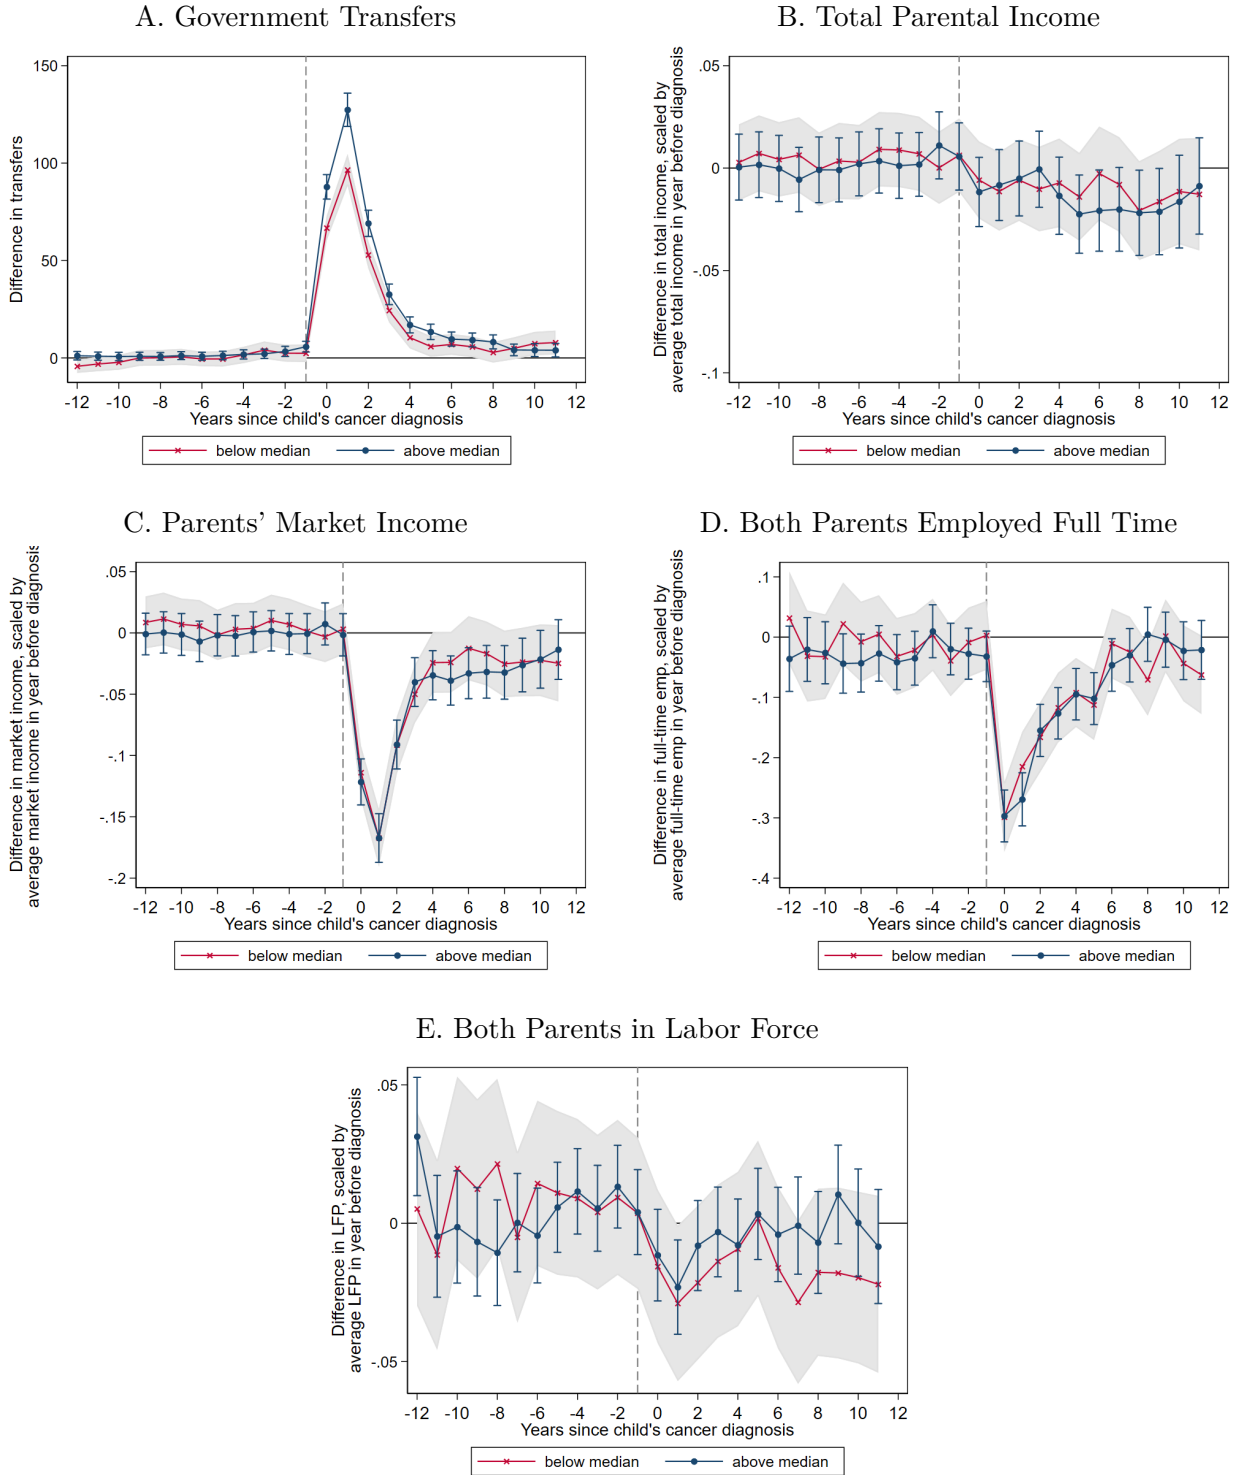 A. Government Transfers
Difference in transfers
150
100
50
0
-12 -10 -8 -6 -4 -2 0 2 4 6 8 10 12
Years since child's cancer diagnosis
below median above median
B. Total Parental Income
Difference in total income, scaled by
average total income in year before diagnosis
.05
0
-.05
-.1
-12 -10 -8 -6 -4 -2 0 2 4 6 8 10 12
Years since child's cancer diagnosis
below median above median
C. Parents' Market Income
Difference in market income, scaled by
average market income in year before diagnosis
.05
0
-.05
-.1
-.15
-.2
-12 -10 -8 -6 -4 -2 0 2 4 6 8 10 12
Years since child's cancer diagnosis
below median above median
D. Both Parents Employed Full Time
Difference in full-time emp, scaled by
average full-time emp in year before diagnosis
.1
0
-.1
-.2
-.3
-.4
-12 -10 -8 -6 -4 -2 0 2 4 6 8 10 12
Years since child's cancer diagnosis
below median above median
E. Both Parents in Labor Force
Difference in LFP, scaled by
average LFP in year before diagnosis
.05
0
-.05
-12 -10 -8 -6 -4 -2 0 2 4 6 8 10 12
Years since child's cancer diagnosis
below median above median